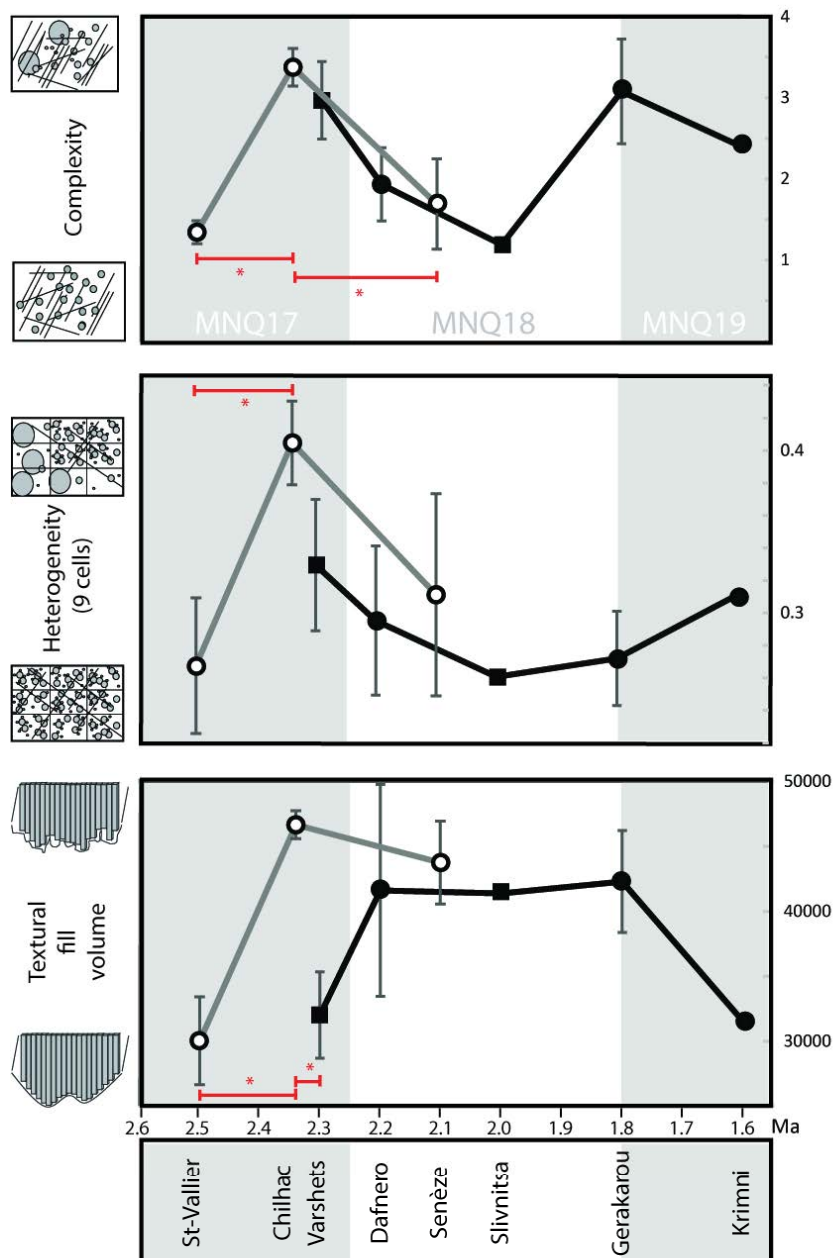 Complexity
4
3
2
1
*
*
MNQ17
MNQ18
MNQ19
Heterogeneity
(9 cells)
*
0.4
0.3
Textural
fill
volume
50000
40000
30000
*
*
2.6
2.5
2.4
2.3
2.2
2.1
2.0
1.9
1.8
1.7
1.6
Ma
St-Vallier
Chilhac
Varshets
Dafnero
Senèze
Slivnitsa
Gerakarou
Krimni